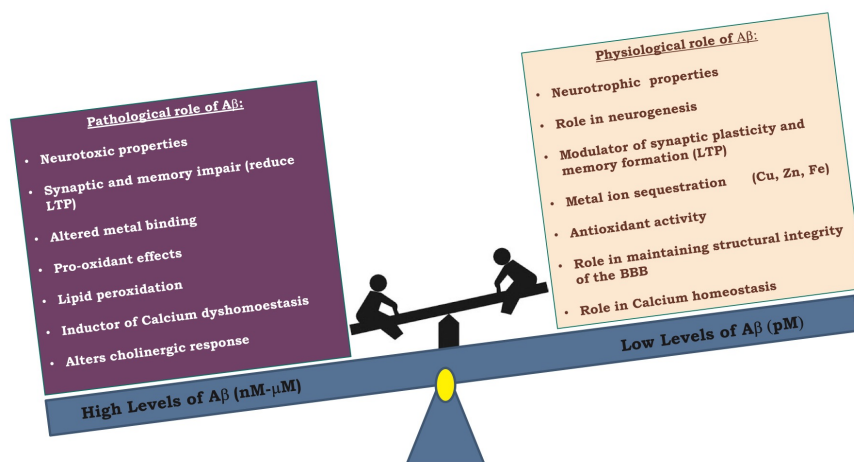 Pathological role of Aβ:
• Neurotoxic properties
• Synaptic and memory impair (reduce
LTP)
• Altered metal binding
• Pro-oxidant effects
• Lipid peroxidation
• Inductor of Calcium dyshomoestasis
• Alters cholinergic response
High Levels of Aβ (nM-μM)
Physiological role of Aβ:
• Neurotrophic properties
• Role in neurogenesis
• Modulator of synaptic plasticity and
memory formation (LTP)
• Metal ion sequestration (Cu, Zn, Fe)
• Antioxidant activity
• Role in maintaining structural integrity
of the BBB
• Role in Calcium homeostasis
Low Levels of Aβ (pM)